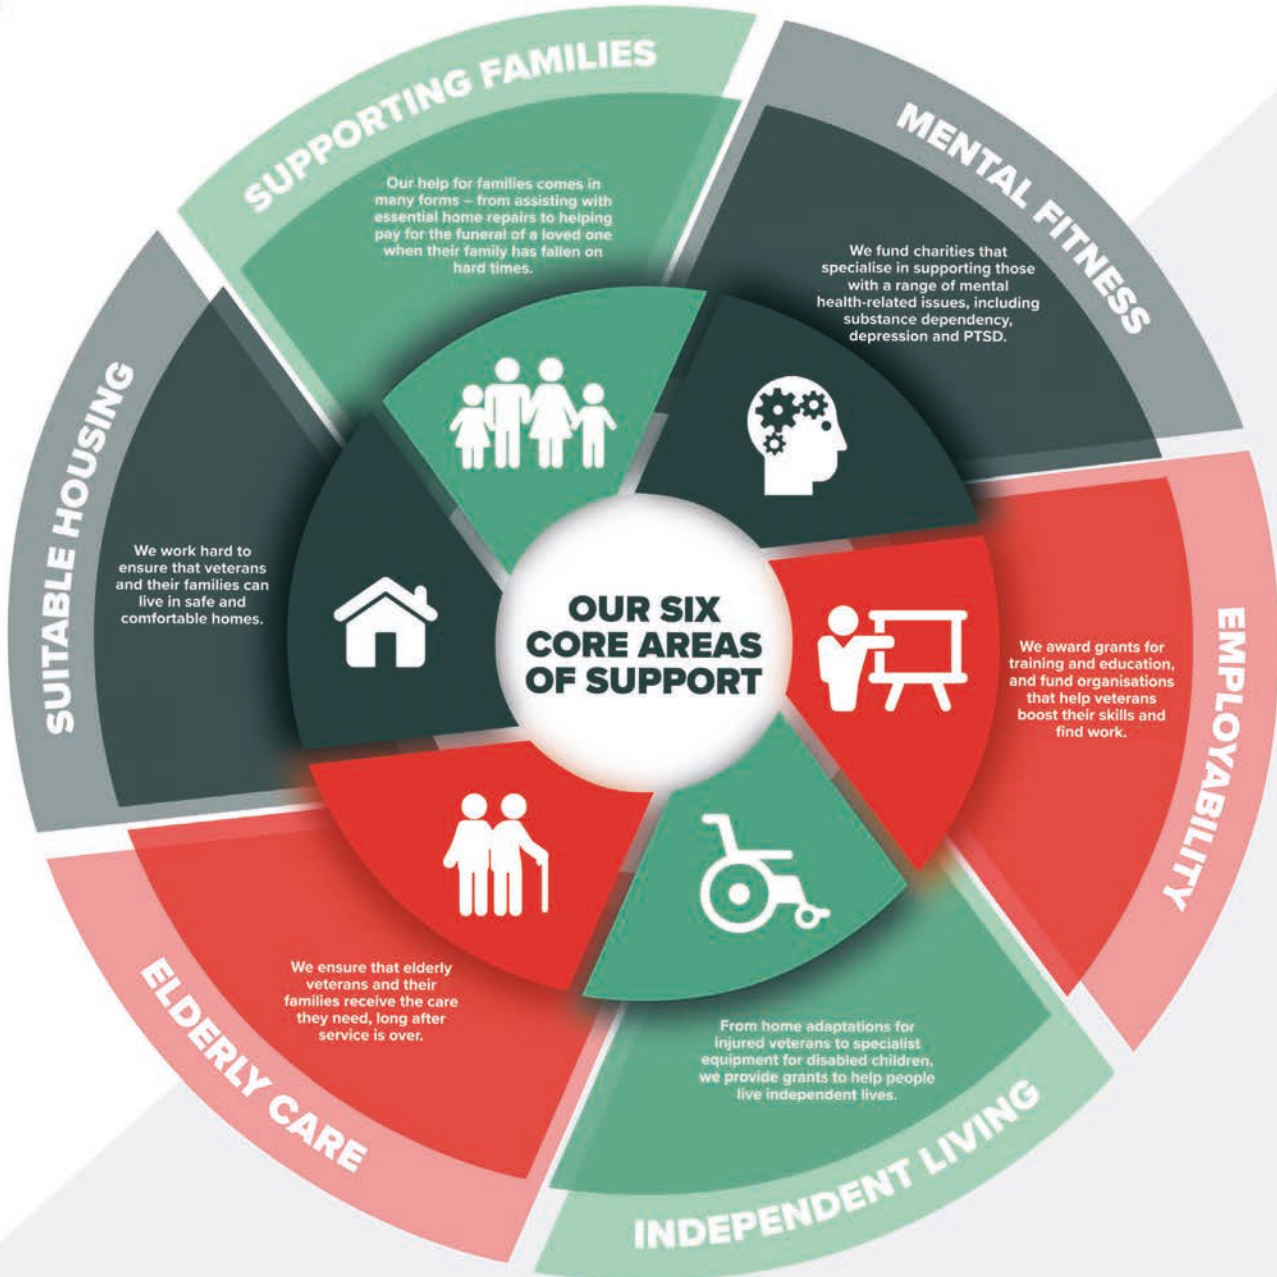 OUR SIX
CORE AREAS
OF SUPPORT
SUPPORTING FAMILIES
Our help for families comes in
many forms – from assisting with
essential home repairs to helping
pay for the funeral of a loved one
when their family has fallen on
hard times.
MENTAL FITNESS
We fund charities that
specialise in supporting those
with a range of mental
health-related issues, including
substance dependency,
depression and PTSD.
EMPLOYABILITY
We award grants for
training and education,
and fund organisations
that help veterans
boost their skills and
find work.
INDEPENDENT LIVING
From home adaptations for
injured veterans to specialist
equipment for disabled children,
we provide grants to help people
live independent lives.
ELDERLY CARE
We ensure that elderly
veterans and their
families receive the care
they need, long after
service is over.
SUITABLE HOUSING
We work hard to
ensure that veterans
and their families can
live in safe and
comfortable homes.